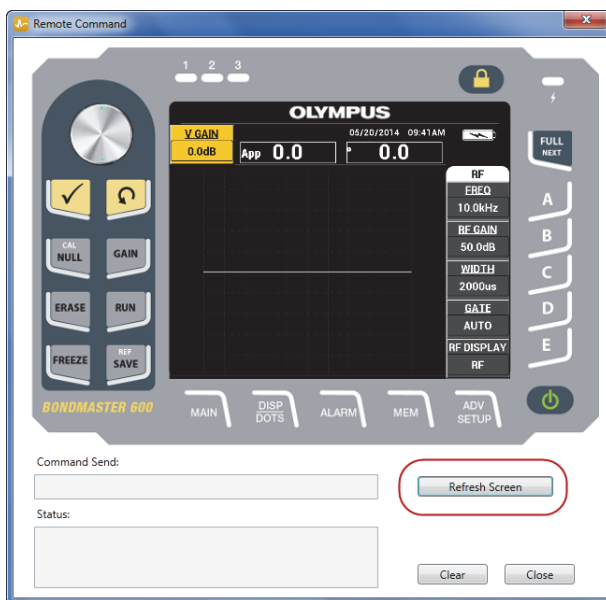 Remote Command
1 2 3
OLYMPUS
V GAIN
0.0dB
05/20/2014 09:41AM
App 0.0
° 0.0
FULL
NEXT
RF
FREQ
10.0kHz
RF GAIN
50.0dB
WIDTH
2000us
GATE
AUTO
RF DISPLAY
RF
A
B
C
D
E
CAL
NULL
GAIN
ERASE
RUN
FREEZE
REF
SAVE
BONDMASTER 600
MAIN
DISP
DOTS
ALARM
MEM
ADV
SETUP
Command Send:
Refresh Screen
Status:
Clear
Close